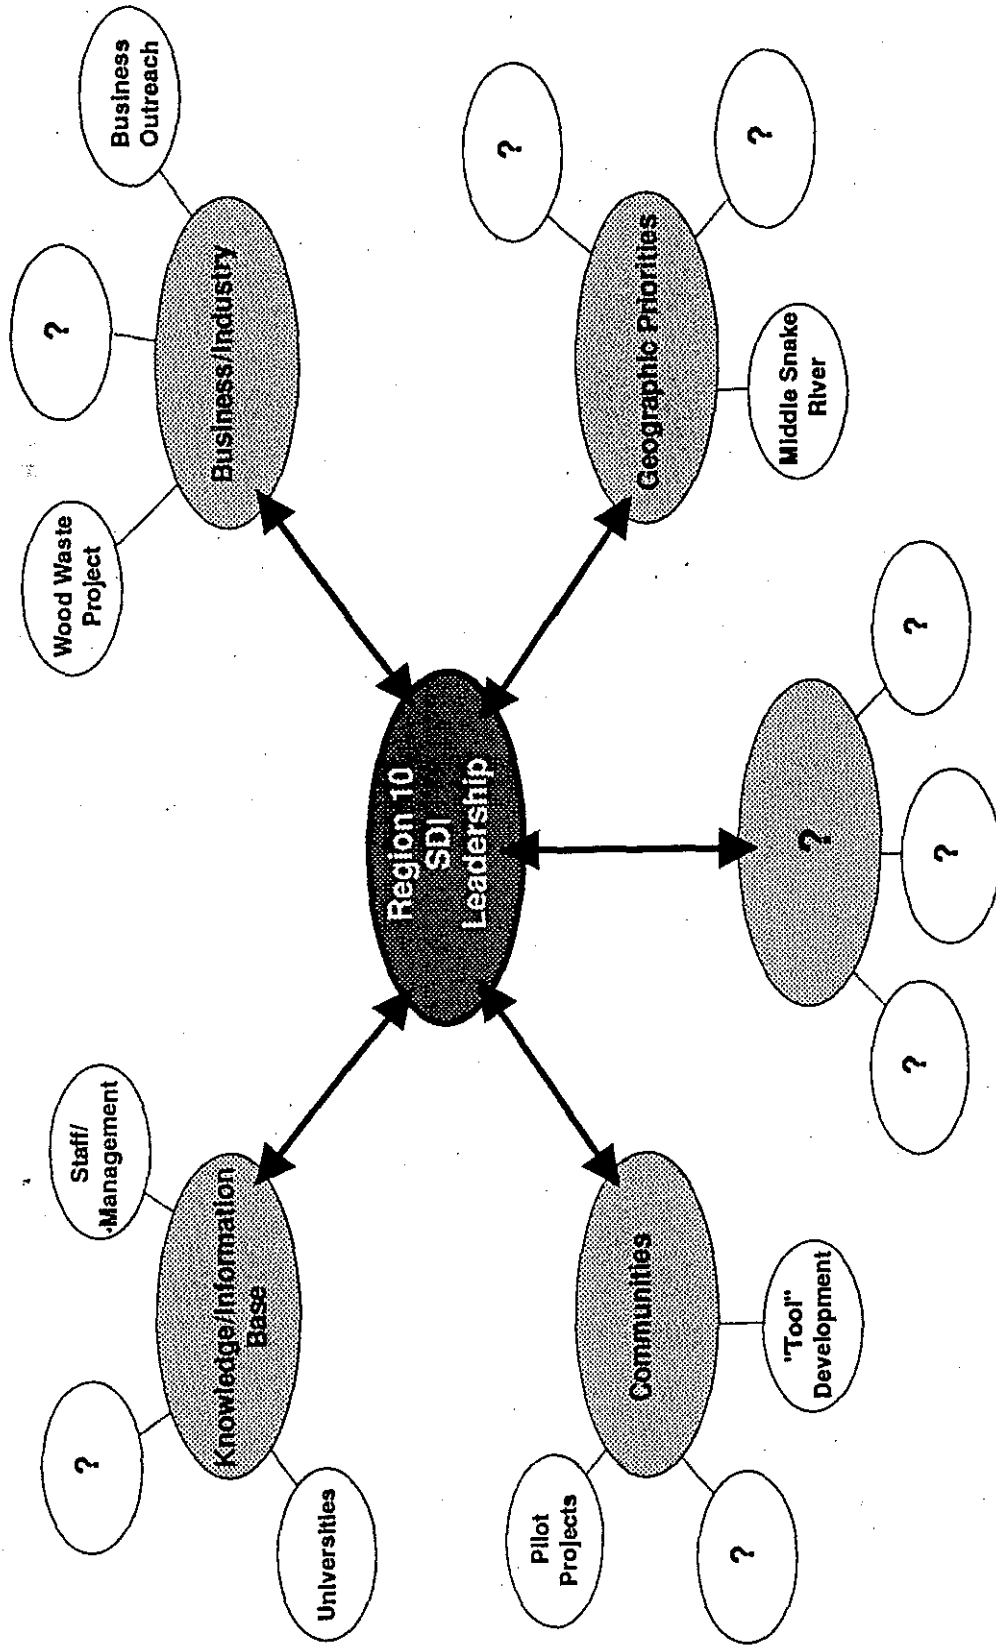 ?
Staff/
Management
Wood Waste
Project
?
Business
Outreach
Knowledge/Information
Base
Business/Industry
Universities
Region 10
SDI
Leadership
Pilot
Projects
Communities
Geographic Priorities
?
?
"Tool"
Development
?
Middle Snake
River
?
?
?
?